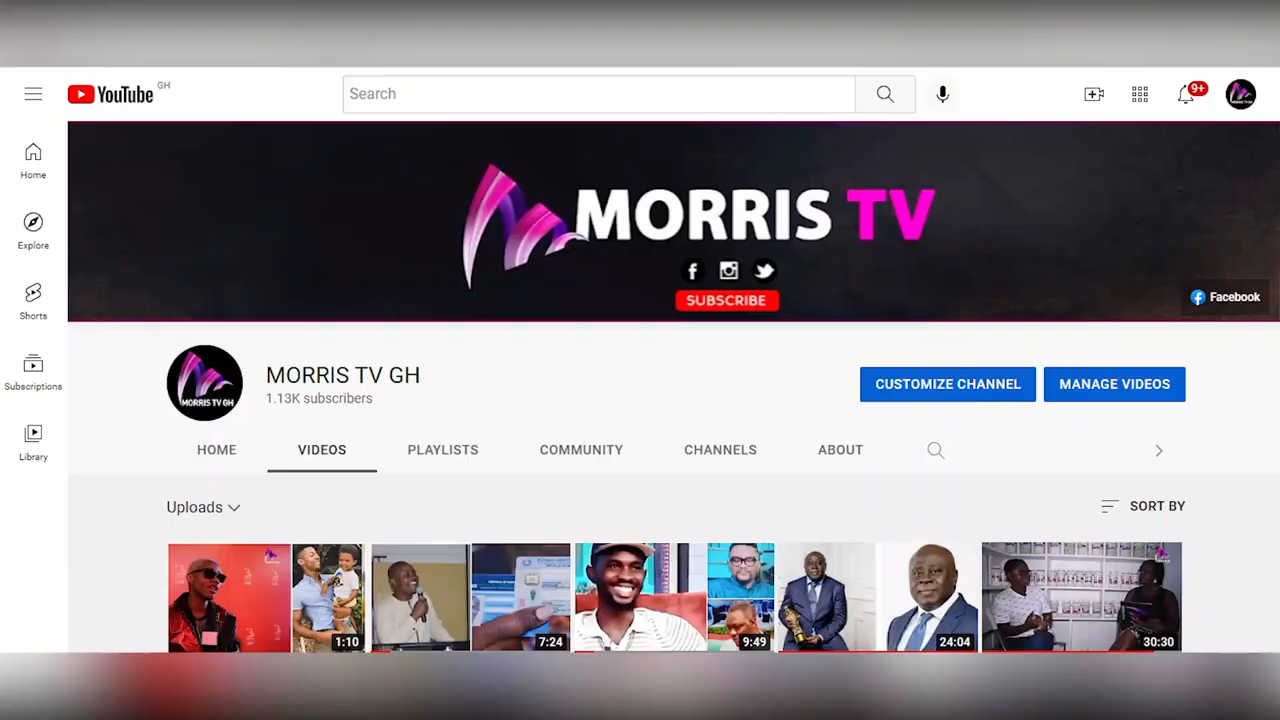 YouTube GH
Search
9+
Home
Explore
Shorts
Subscriptions
Library
MORRIS TV
SUBSCRIBE
Facebook
MORRIS TV GH
MORRIS TV GH
1.13K subscribers
CUSTOMIZE CHANNEL
MANAGE VIDEOS
HOME
VIDEOS
PLAYLISTS
COMMUNITY
CHANNELS
ABOUT
Uploads
SORT BY
1:10
7:24
9:49
24:04
30:30